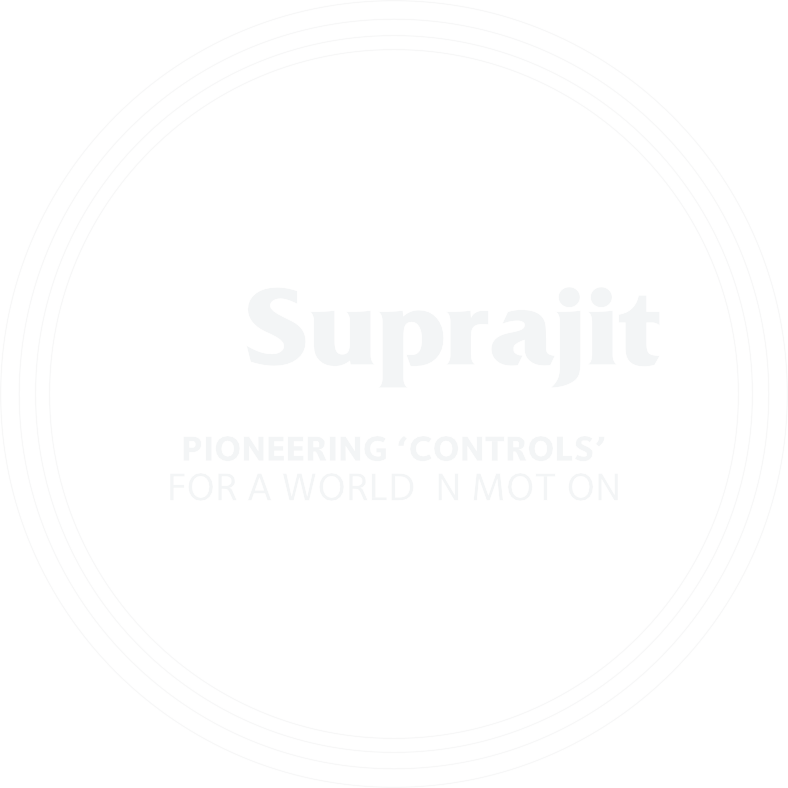 Suprajit
PIONEERING ‘CONTROLS’
FOR A WORLD N MOT ON